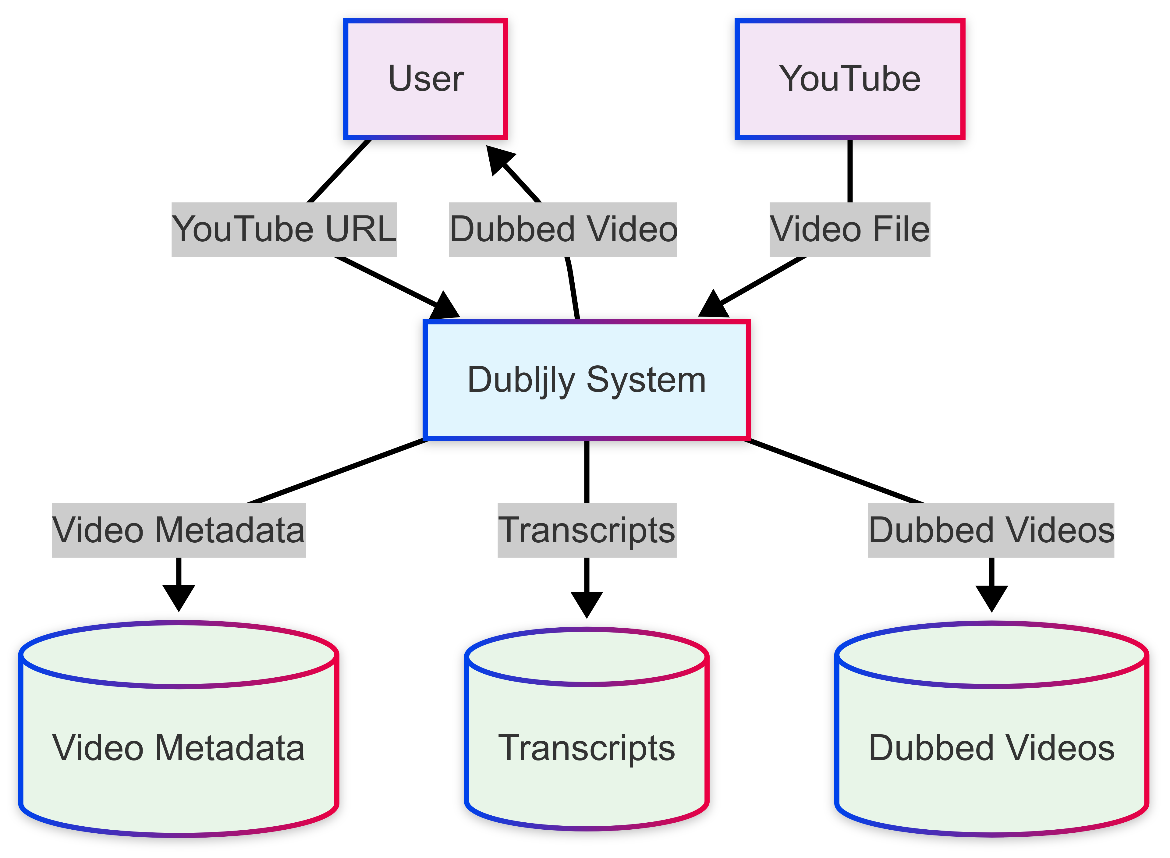 User
YouTube
YouTube URL
Dubbed Video
Video File
Dubljly System
Video Metadata
Transcripts
Dubbed Videos
Video Metadata
Transcripts
Dubbed Videos